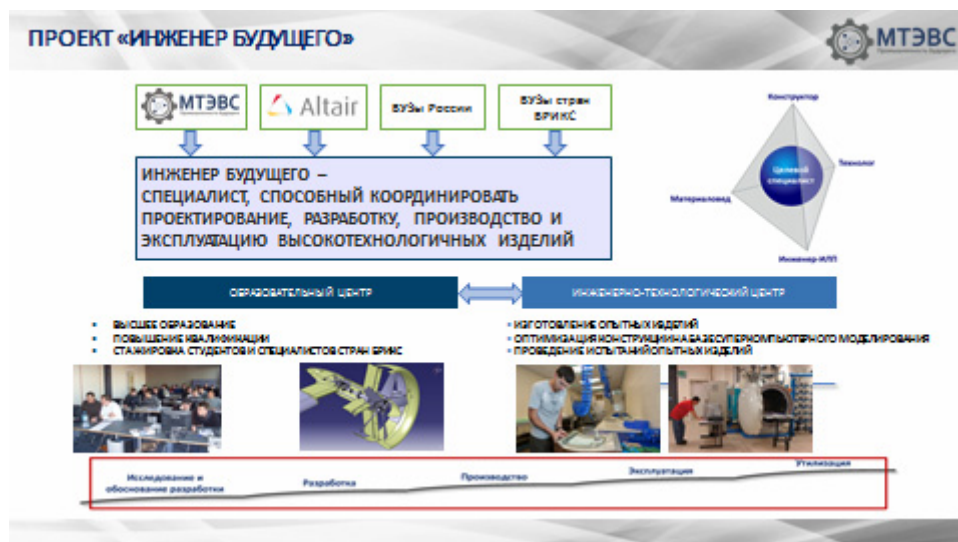 ПРОЕКТ «ИНЖЕНЕР БУДУЩЕГО»
МТЭВС
МТЭВС
Altair
ВУЗы России
ВУЗы стран
БРИКС
ИНЖЕНЕР БУДУЩЕГО –
СПЕЦИАЛИСТ, СПОСОБНЫЙ КООРДИНИРОВАТЬ
ПРОЕКТИРОВАНИЕ, РАЗРАБОТКУ, ПРОИЗВОДСТВО И
ЭКСПЛУАТАЦИЮ ВЫСОКОТЕХНОЛОГИЧНЫХ ИЗДЕЛИЙ
Конструктор
Технолог
Целевой
специалист
Материаловед
Инженер-ИЛП
ОБРАЗОВАТЕЛЬНЫЙ ЦЕНТР
ИНЖЕНЕРНО-ТЕХНОЛОГИЧЕСКИЙ ЦЕНТР
ВЫСШЕЕ ОБРАЗОВАНИЕ
ПОВЫШЕНИЕ КВАЛИФИКАЦИИ
СТАЖИРОВКА СТУДЕНТОВ И СПЕЦИАЛИСТОВ СТРАН БРИКС
ИЗГОТОВЛЕНИЕ ОПЫТНЫХ ИЗДЕЛИЙ
ОПТИМИЗАЦИЯ КОНСТРУКЦИИ НА БАЗЕ СУПЕРКОМПЬЮТЕРНОГО МОДЕЛИРОВАНИЯ
ПРОВЕДЕНИЕ ИСПЫТАНИЙ ОПЫТНЫХ ИЗДЕЛИЙ
Исследование и
обоснование разработки
Разработка
Производство
Эксплуатация
Утилизация